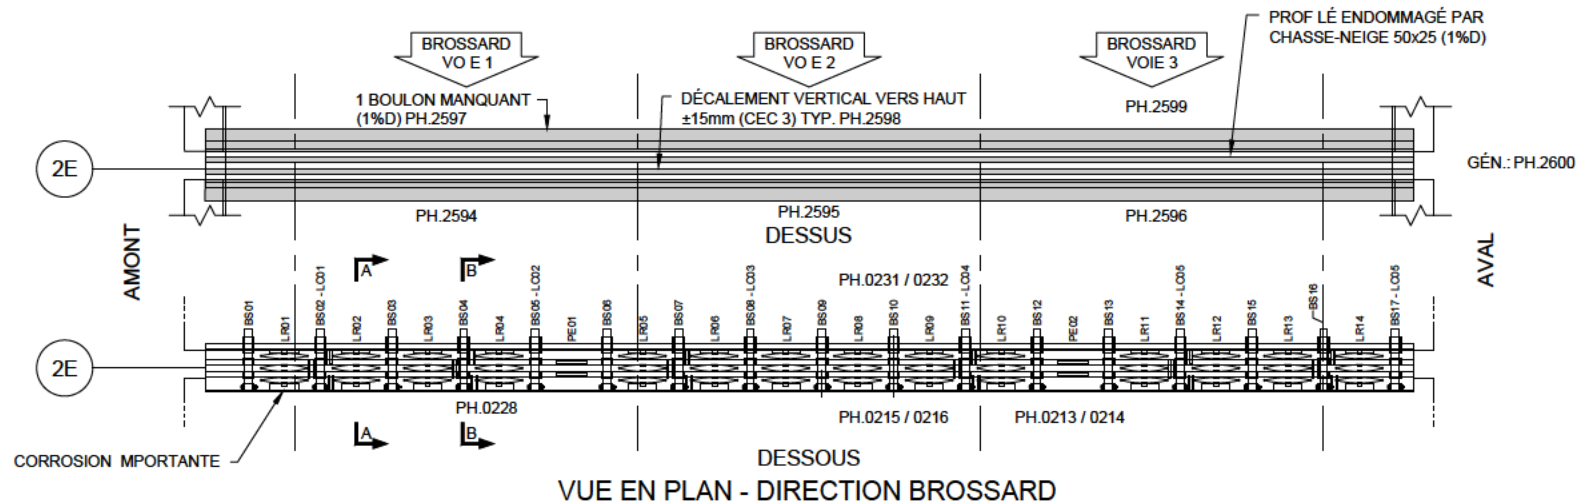 BROSSARD
VO E 1
BROSSARD
VO E 2
BROSSARD
VOIE 3
PROF LÉ ENDOMMAGÉ PAR
CHASSE-NEIGE 50x25 (1%D)
1 BOULON MANQUANT
(1%D) PH.2597
DÉCALEMENT VERTICAL VERS HAUT
±15mm (CEC 3) TYP. PH.2598
PH.2599
2E
GÉN.: PH.2600
PH.2594
PH.2595
PH.2596
DESSUS
AMONT
AVAL
A
B
PH.0231 / 0232
BS01
LR01
BS02 - LC01
LR02
BS03
LR03
BS04
LR04
BS05 - LC02
PE01
BS06
LR05
BS07
LR06
BS08 - LC03
LR07
BS09
LR08
BS10
LR09
BS11 - LC04
LR10
BS12
PE02
BS13
LR11
BS14 - LC05
LR12
BS15
LR13
BS16
LR14
BS17 - LC05
2E
PH.0228
PH.0215 / 0216
PH.0213 / 0214
A
B
CORROSION MPORTANTE
DESSOUS
VUE EN PLAN - DIRECTION BROSSARD